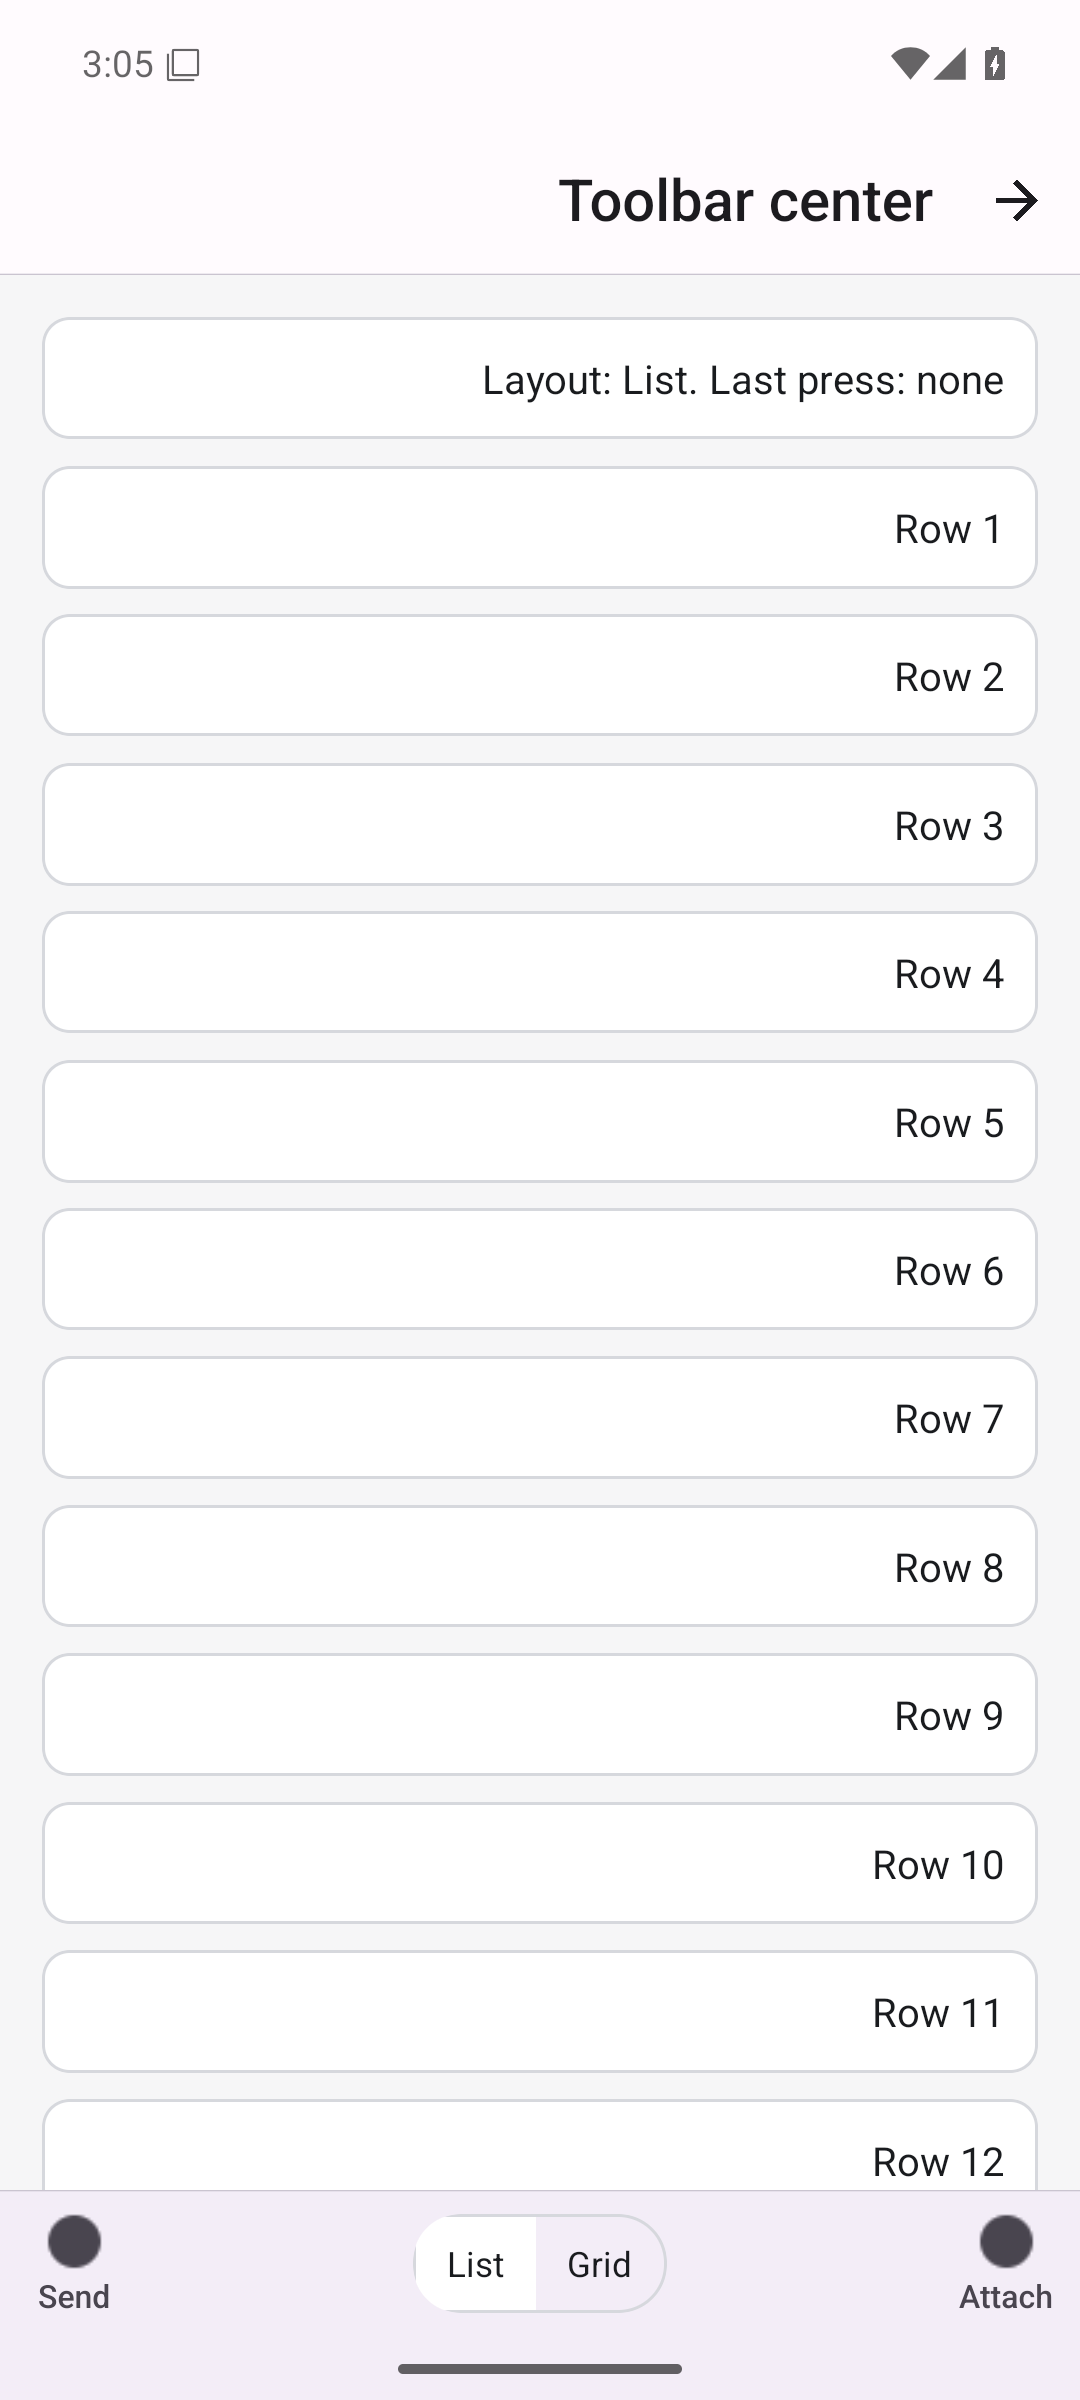 3:05
Toolbar center
Layout: List. Last press: none
Row 1
Row 2
Row 3
Row 4
Row 5
Row 6
Row 7
Row 8
Row 9
Row 10
Row 11
Row 12
Send
List
Grid
Attach